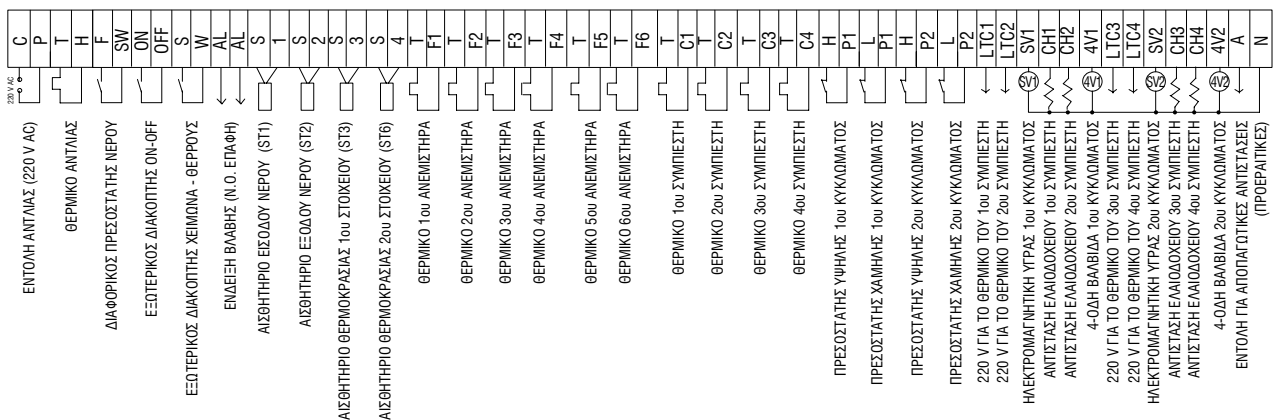 C P T H F SW ON OFF S W AL AL S 1 S 2 S 3 S 4 T F1 T F2 T F3 T F4 T F5 T F6 T C1 T C2 T C3 T C4 H P1 L P1 H P2 L P2 LTC1 LTC2 SV1 CH1 CH2 4V1 LTC3 LTC4 SV2 CH3 CH4 4V2 A N
220 V AC
SV1
4V1
SV2
4V2
ΕΝΤΟΛΗ ΑΝΤΛΙΑΣ (220 V AC)
ΘΕΡΜΙΚΟ ΑΝΤΛΙΑΣ
ΔΙΑΦΟΡΙΚΟΣ ΠΡΕΣΟΣΤΑΤΗΣ ΝΕΡΟΥ
ΕΞΩΤΕΡΙΚΟΣ ΔΙΑΚΟΠΤΗΣ ON-OFF
ΕΞΩΤΕΡΙΚΟΣ ΔΙΑΚΟΠΤΗΣ ΧΕΙΜΩΝΑ - ΘΕΡΡΟΥΣ
ΕΝΔΕΙΞΗ ΒΛΑΒΗΣ (N.O. ΕΠΑΦΗ)
ΑΙΣΘΗΤΗΡΙΟ ΕΙΣΟΔΟΥ ΝΕΡΟΥ (ST1)
ΑΙΣΘΗΤΗΡΙΟ ΕΞΟΔΟΥ ΝΕΡΟΥ (ST2)
ΑΙΣΘΗΤΗΡΙΟ ΘΕΡΜΟΚΡΑΣΙΑΣ 1ου ΣΤΟΙΧΕΙΟΥ (ST3)
ΑΙΣΘΗΤΗΡΙΟ ΘΕΡΜΟΚΡΑΣΙΑΣ 2ου ΣΤΟΙΧΕΙΟΥ (ST6)
ΘΕΡΜΙΚΟ 1ου ΑΝΕΜΙΣΤΗΡΑ
ΘΕΡΜΙΚΟ 2ου ΑΝΕΜΙΣΤΗΡΑ
ΘΕΡΜΙΚΟ 3ου ΑΝΕΜΙΣΤΗΡΑ
ΘΕΡΜΙΚΟ 4ου ΑΝΕΜΙΣΤΗΡΑ
ΘΕΡΜΙΚΟ 5ου ΑΝΕΜΙΣΤΗΡΑ
ΘΕΡΜΙΚΟ 6ου ΑΝΕΜΙΣΤΗΡΑ
ΘΕΡΜΙΚΟ 1ου ΣΥΜΠΙΕΣΤΗ
ΘΕΡΜΙΚΟ 2ου ΣΥΜΠΙΕΣΤΗ
ΘΕΡΜΙΚΟ 3ου ΣΥΜΠΙΕΣΤΗ
ΘΕΡΜΙΚΟ 4ου ΣΥΜΠΙΕΣΤΗ
ΠΡΕΣΟΣΤΑΤΗΣ ΥΨΗΛΗΣ 1ου ΚΥΚΛΩΜΑΤΟΣ
ΠΡΕΣΟΣΤΑΤΗΣ ΧΑΜΗΛΗΣ 1ου ΚΥΚΛΩΜΑΤΟΣ
ΠΡΕΣΟΣΤΑΤΗΣ ΥΨΗΛΗΣ 2ου ΚΥΚΛΩΜΑΤΟΣ
ΠΡΕΣΟΣΤΑΤΗΣ ΧΑΜΗΛΗΣ 2ου ΚΥΚΛΩΜΑΤΟΣ
220 V ΓΙΑ ΤΟ ΘΕΡΜΙΚΟ ΤΟΥ 1ου ΣΥΜΠΙΕΣΤΗ
220 V ΓΙΑ ΤΟ ΘΕΡΜΙΚΟ ΤΟΥ 2ου ΣΥΜΠΙΕΣΤΗ
ΗΛΕΚΤΡΟΜΑΓΝΗΤΙΚΗ ΥΓΡΑΣ 1ου ΚΥΚΛΩΜΑΤΟΣ
ΑΝΤΙΣΤΑΣΗ ΕΛΑΙΟΔΟΧΕΙΟΥ 1ου ΣΥΜΠΙΕΣΤΗ
ΑΝΤΙΣΤΑΣΗ ΕΛΑΙΟΔΟΧΕΙΟΥ 2ου ΣΥΜΠΙΕΣΤΗ
4-ΟΔΗ ΒΑΛΒΙΔΑ 1ου ΚΥΚΛΩΜΑΤΟΣ
220 V ΓΙΑ ΤΟ ΘΕΡΜΙΚΟ ΤΟΥ 3ου ΣΥΜΠΙΕΣΤΗ
220 V ΓΙΑ ΤΟ ΘΕΡΜΙΚΟ ΤΟΥ 4ου ΣΥΜΠΙΕΣΤΗ
ΗΛΕΚΤΡΟΜΑΓΝΗΤΙΚΗ ΥΓΡΑΣ 2ου ΚΥΚΛΩΜΑΤΟΣ
ΑΝΤΙΣΤΑΣΗ ΕΛΑΙΟΔΟΧΕΙΟΥ 3ου ΣΥΜΠΙΕΣΤΗ
ΑΝΤΙΣΤΑΣΗ ΕΛΑΙΟΔΟΧΕΙΟΥ 4ου ΣΥΜΠΙΕΣΤΗ
4-ΟΔΗ ΒΑΛΒΙΔΑ 2ου ΚΥΚΛΩΜΑΤΟΣ
ΕΝΤΟΛΗ ΓΙΑ ΑΠΟΠΑΓΩΤΙΚΕΣ ΑΝΤΙΣΤΑΣΕΙΣ
(ΠΡΟΕΡΑΙΤΙΚΕΣ)